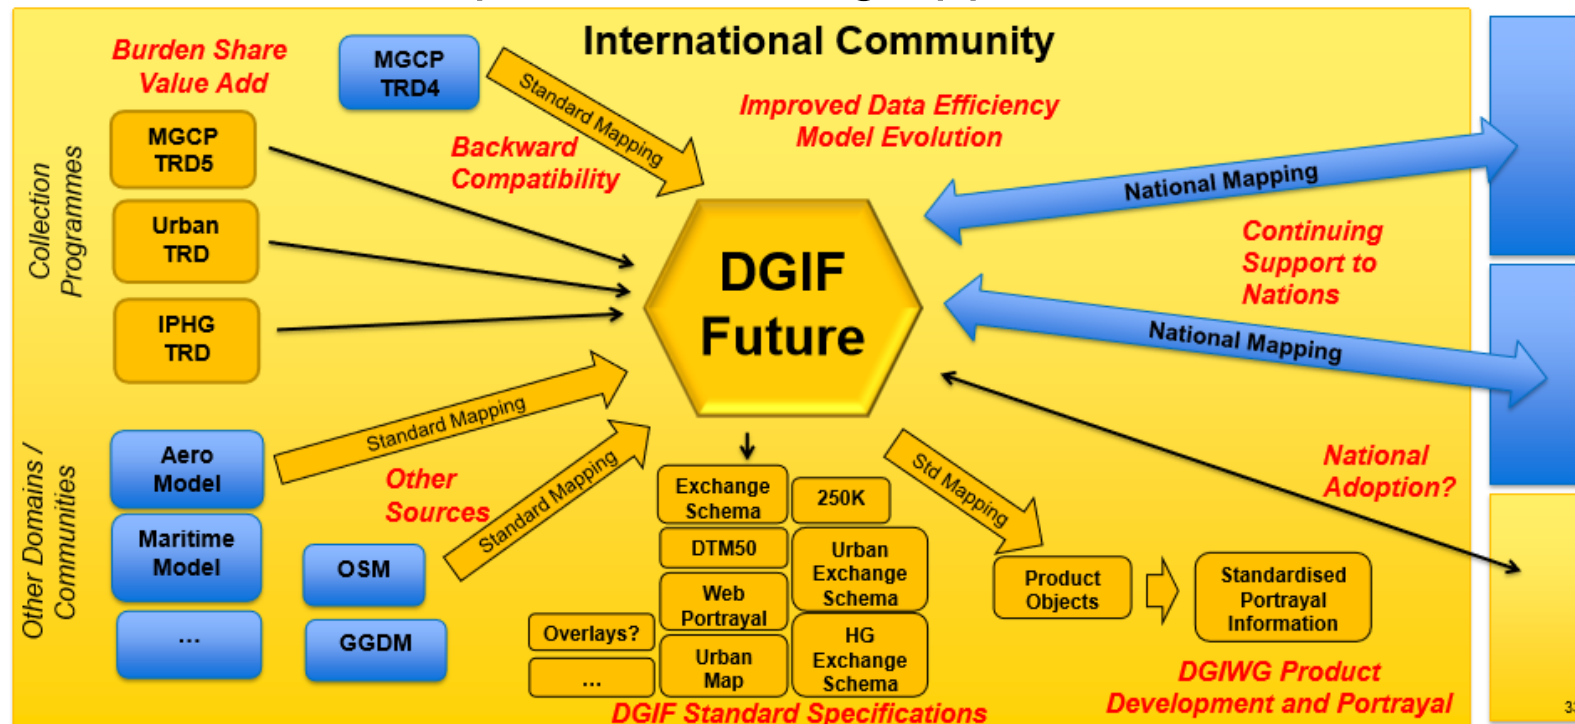 International Community
Burden Share
Value Add
MGCP
TRD4
Standard Mapping
Improved Data Efficiency
Model Evolution
Collection
Programmes
MGCP
TRD5
Backward
Compatibility
Urban
TRD
IPHG
TRD
DGIF
Future
National Mapping
Continuing
Support to
Nations
National Mapping
Other Domains /
Communities
Standard Mapping
Aero
Model
Other
Sources
Standard Mapping
Maritime
Model
OSM
...
GGDM
Exchange
Schema
250K
DTM50
Urban
Exchange
Schema
Web
Portrayal
Overlays?
...
Urban
Map
HG
Exchange
Schema
DGIF Standard Specifications
Std Mapping
Product
Objects
Standardised
Portrayal
Information
National
Adoption?
DGIWG Product
Development and Portrayal